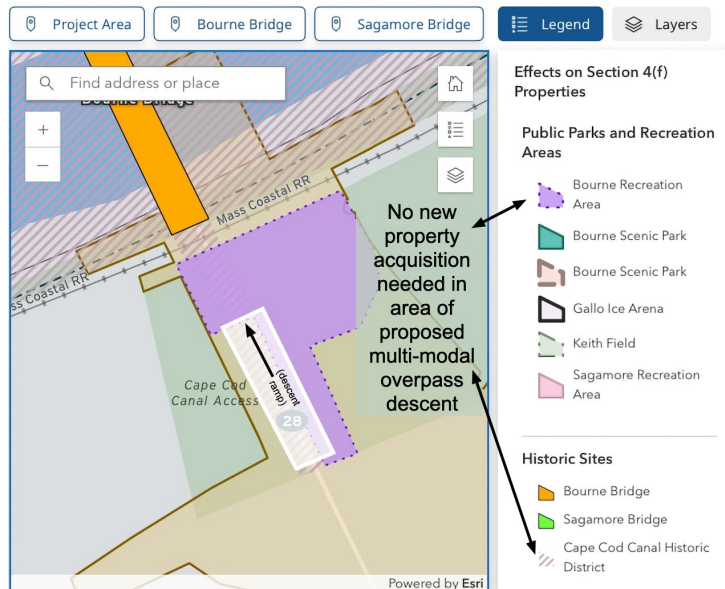 Project Area
Bourne Bridge
Sagamore Bridge
Legend
Layers
Find address or place
Bourne Bridge
+
−
Mass Coastal RR
ss Coastal RR
Cape Cod
Canal Access
(descent
ramp)
28
No new
property
acquisition
needed in
area of
proposed
multi-modal
overpass
descent
Powered by Esri
Effects on Section 4(f)
Properties
Public Parks and Recreation
Areas
Bourne Recreation
Area
Bourne Scenic Park
Bourne Scenic Park
Gallo Ice Arena
Keith Field
Sagamore Recreation
Area
Historic Sites
Bourne Bridge
Sagamore Bridge
Cape Cod Canal Historic
District